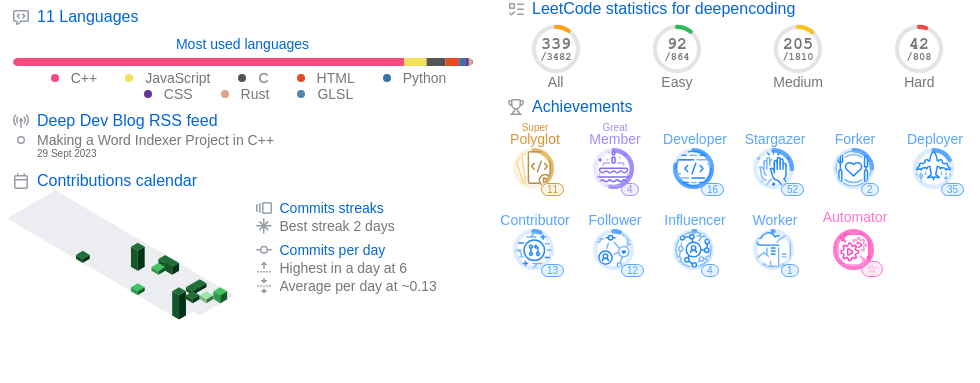 11 Languages
Most used languages
C++ JavaScript C HTML Python
CSS Rust GLSL
Deep Dev Blog RSS feed
Making a Word Indexer Project in C++
29 Sept 2023
Contributions calendar
Commits streaks
Best streak 2 days
Commits per day
Highest in a day at 6
Average per day at ~0.13
LeetCode statistics for deepencoding
339 92 205 42
/3482 /864 /1810 /808
All Easy Medium Hard
Achievements
Super Great
Polyglot Member Developer Stargazer Forker Deployer
11 4 16 52 2 35
Contributor Follower Influencer Worker Automator
13 12 4 1 ☆